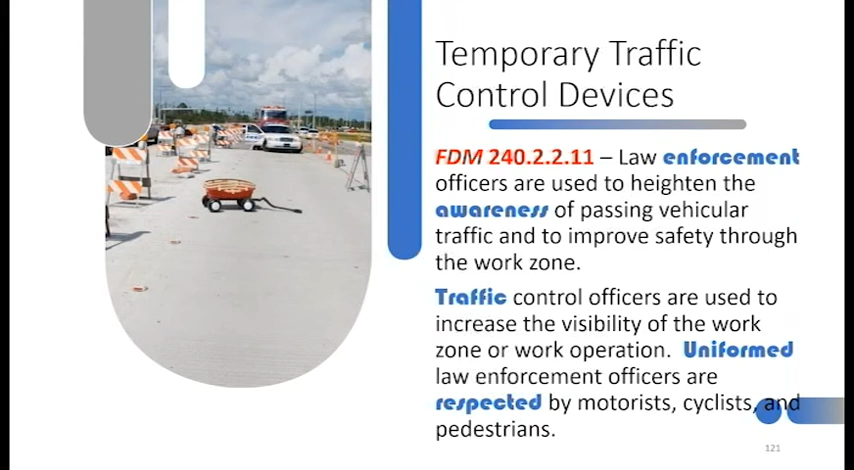 Temporary Traffic
Control Devices
FDM 240.2.2.11 – Law enforcement
officers are used to heighten the
awareness of passing vehicular
traffic and to improve safety through
the work zone.
Traffic control officers are used to
increase the visibility of the work
zone or work operation. Uniformed
law enforcement officers are
respected by motorists, cyclists, and
pedestrians.
121